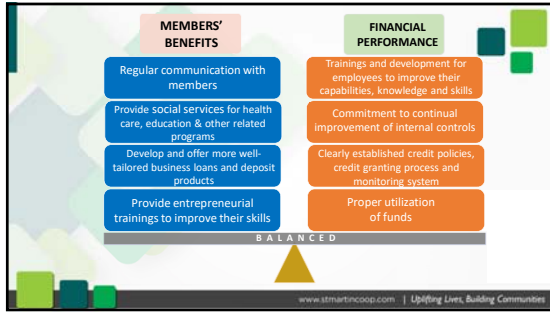 MEMBERS'
BENEFITS
Regular communication with
members
Provide social services for health
care, education & other related
programs
Develop and offer more well-
tailored business loans and deposit
products
Provide entrepreneurial
trainings to improve their skills
FINANCIAL
PERFORMANCE
Trainings and development for
employees to improve their
capabilities, knowledge and skills
Commitment to continual
improvement of internal controls
Clearly established credit policies,
credit granting process and
monitoring system
Proper utilization
of funds
BALANCED
www.stmartincoop.com | Uplifting Lives, Building Communities